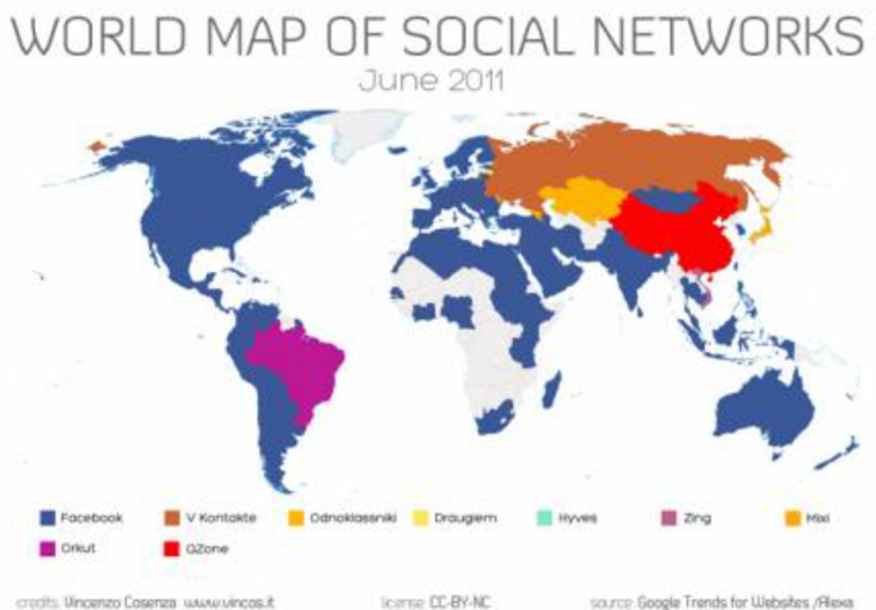 WORLD MAP OF SOCIAL NETWORKS
June 2011
Facebook V Kontakte Odnoklassniki Draugiem Hyves Zing Mixi
Orkut QZone
credits: Vincenzo Cosenza www.vincos.it license: CC-BY-NC source: Google Trends for Websites /Alexa